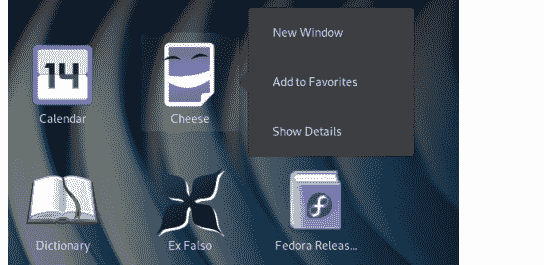 New Window
Add to Favorites
Show Details
14
Calendar
Cheese
Dictionary
Ex Falso
Fedora Releas...